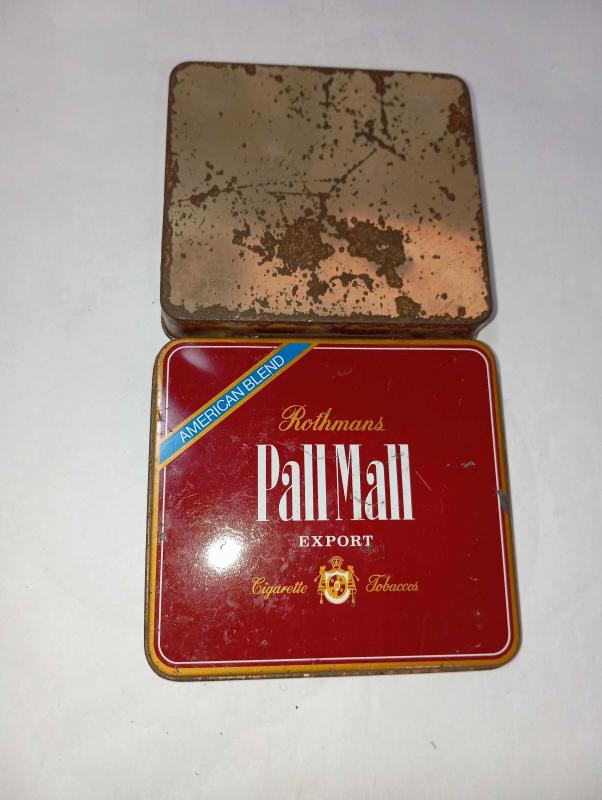 AMERICAN BLEND
Rothmans
Pall Mall
EXPORT
Cigarette Tobaccos